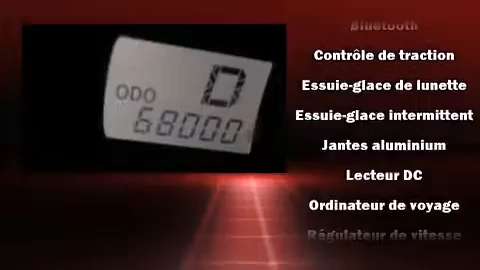 D
ODO
68000
Bluetooth
Contrôle de traction
Essuie-glace de lunette
Essuie-glace intermittent
Jantes aluminium
Lecteur DC
Ordinateur de voyage
Régulateur de vitesse